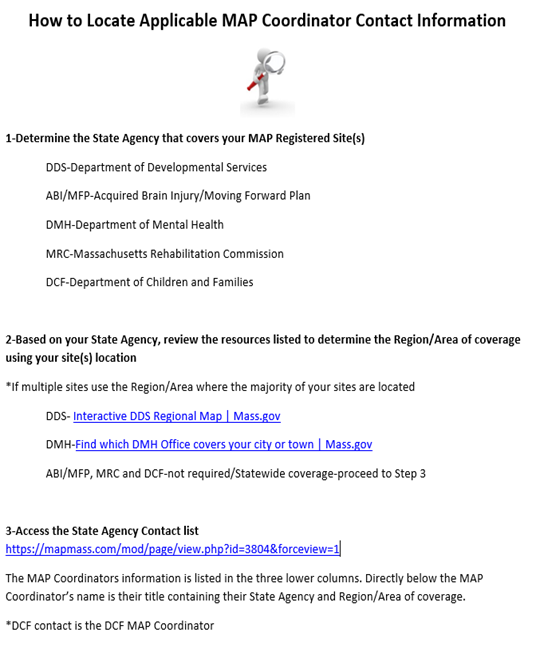 How to Locate Applicable MAP Coordinator Contact Information
1-Determine the State Agency that covers your MAP Registered Site(s)
DDS-Department of Developmental Services
ABI/MFP-Acquired Brain Injury/Moving Forward Plan
DMH-Department of Mental Health
MRC-Massachusetts Rehabilitation Commission
DCF-Department of Children and Families
2-Based on your State Agency, review the resources listed to determine the Region/Area of coverage
using your site(s) location
*If multiple sites use the Region/Area where the majority of your sites are located
DDS- Interactive DDS Regional Map | Mass.gov
DMH-Find which DMH Office covers your city or town | Mass.gov
ABI/MFP, MRC and DCF-not required/Statewide coverage-proceed to Step 3
3-Access the State Agency Contact list
https://mapmass.com/mod/page/view.php?id=3804&forceview=1
The MAP Coordinators information is listed in the three lower columns. Directly below the MAP
Coordinator's name is their title containing their State Agency and Region/Area of coverage.
*DCF contact is the DCF MAP Coordinator